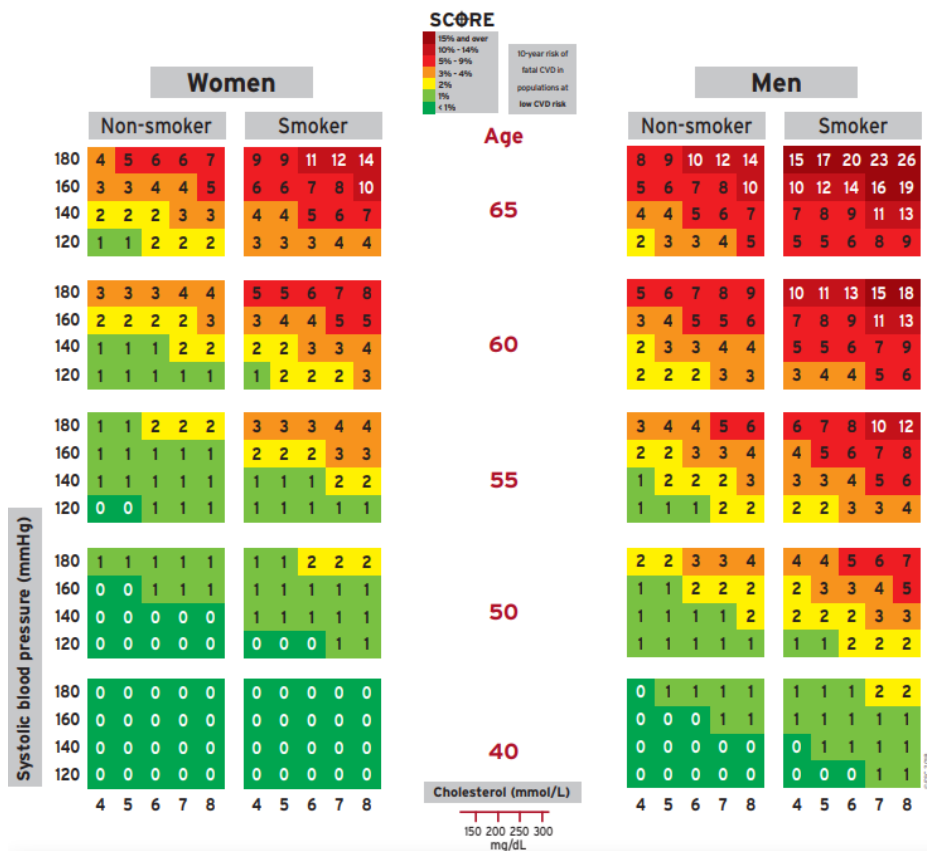 SCORE
15% and over
10% - 14%
5% - 9%
3% - 4%
2%
1%
< 1%
10-year risk of
fatal CVD in
populations at
low CVD risk
Women
Men
Non-smoker Smoker Age Non-smoker Smoker
180 4 5 6 6 7 9 9 11 12 14 8 9 10 12 14 15 17 20 23 26
160 3 3 4 4 5 6 6 7 8 10 5 6 7 8 10 10 12 14 16 19
65
140 2 2 2 3 3 4 4 5 6 7 4 4 5 6 7 7 8 9 11 13
120 1 1 2 2 2 3 3 3 4 4 2 3 3 4 5 5 5 6 8 9
180 3 3 3 4 4 5 5 6 7 8 5 6 7 8 9 10 11 13 15 18
160 2 2 2 2 3 3 4 4 5 5 3 4 5 5 6 7 8 9 11 13
60
140 1 1 1 2 2 2 2 3 3 4 2 3 3 4 4 5 5 6 7 9
120 1 1 1 1 1 1 2 2 2 3 2 2 2 3 3 3 4 4 5 6
180 1 1 2 2 2 3 3 3 4 4 3 4 4 5 6 6 7 8 10 12
160 1 1 1 1 1 2 2 2 3 3 2 2 3 3 4 4 5 6 7 8
55
140 1 1 1 1 1 1 1 1 2 2 1 2 2 2 3 3 3 4 5 6
120 0 0 1 1 1 1 1 1 1 1 1 1 1 2 2 2 2 3 3 4
180 1 1 1 1 1 1 1 2 2 2 2 2 3 3 4 4 4 5 6 7
160 0 0 1 1 1 1 1 1 1 1 1 1 2 2 2 2 3 3 4 5
50
140 0 0 0 0 0 1 1 1 1 1 1 1 1 1 2 2 2 2 3 3
120 0 0 0 0 0 0 0 0 1 1 1 1 1 1 1 1 1 2 2 2
180 0 0 0 0 0 0 0 0 0 0 0 1 1 1 1 1 1 1 2 2
160 0 0 0 0 0 0 0 0 0 0 0 0 0 1 1 1 1 1 1 1
40
140 0 0 0 0 0 0 0 0 0 0 0 0 0 0 0 0 1 1 1 1
120 0 0 0 0 0 0 0 0 0 0 0 0 0 0 0 0 0 0 1 1
4 5 6 7 8 4 5 6 7 8 4 5 6 7 8 4 5 6 7 8
Systolic blood pressure (mmHg)
Cholesterol (mmol/L)
150 200 250 300
mg/dL